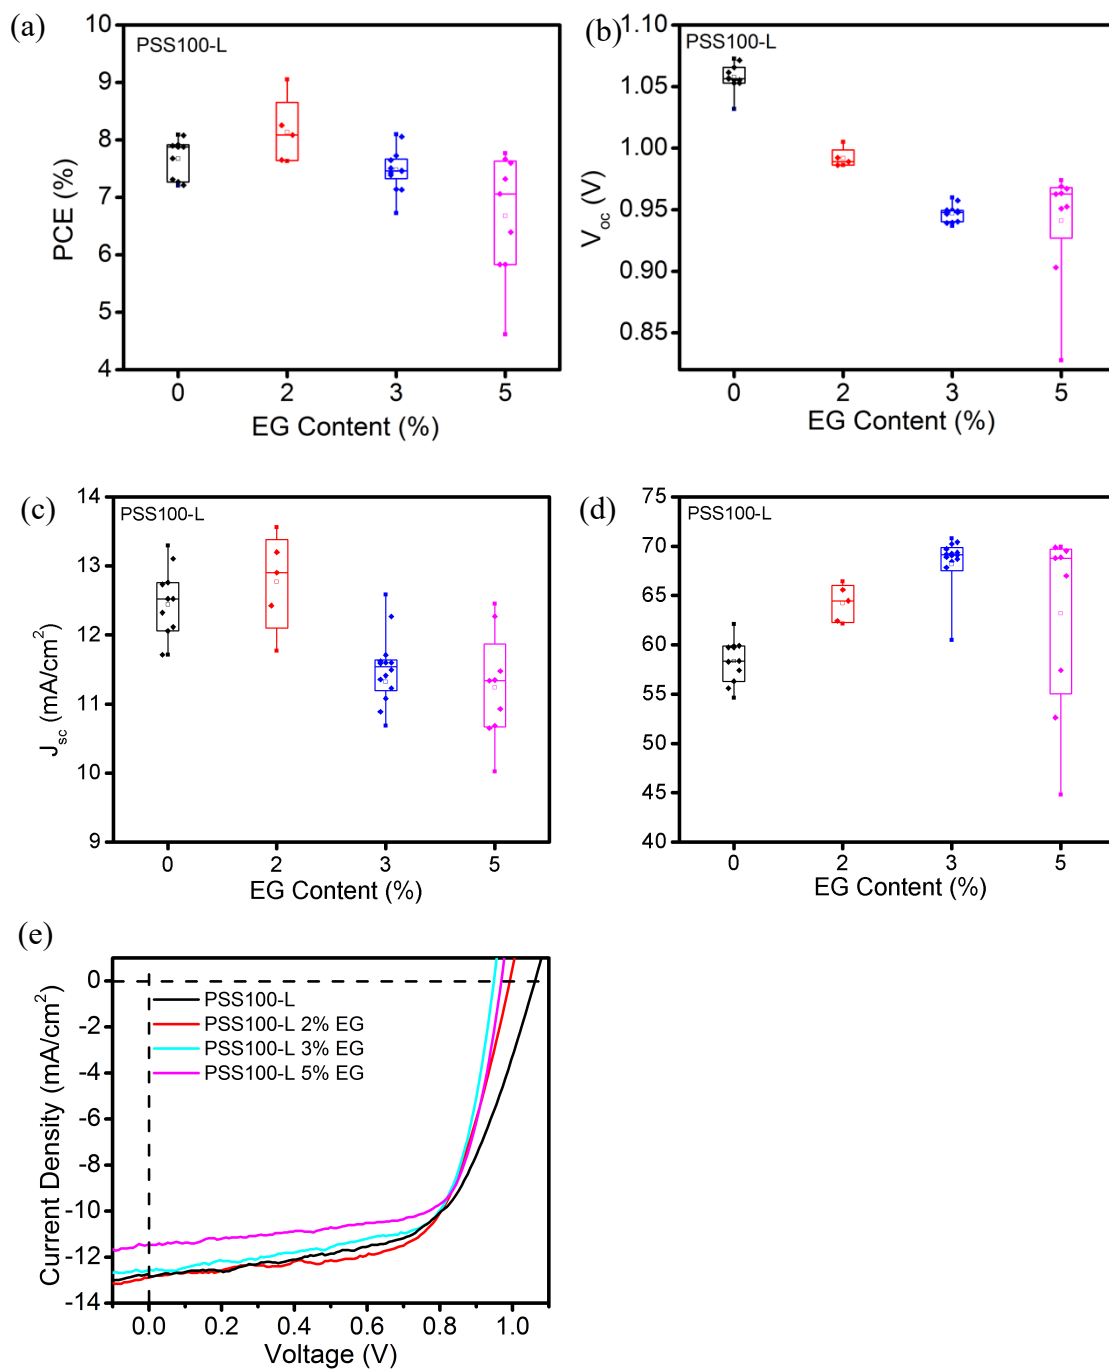 (a)
PSS100-L
PCE (%)
10
9
8
7
6
5
4
0
2
3
5
EG Content (%)
(b)
V_oc (V)
1.10
1.05
1.00
0.95
0.90
0.85
0
2
3
5
EG Content (%)
(c)
PSS100-L
J_sc (mA/cm²)
14
13
12
11
10
9
0
2
3
5
EG Content (%)
(d)
PSS100-L
75
70
65
60
55
50
45
40
0
2
3
5
EG Content (%)
(e)
Current Density (mA/cm²)
0
-2
-4
-6
-8
-10
-12
-14
PSS100-L
PSS100-L 2% EG
PSS100-L 3% EG
PSS100-L 5% EG
0.0
0.2
0.4
0.6
0.8
1.0
Voltage (V)